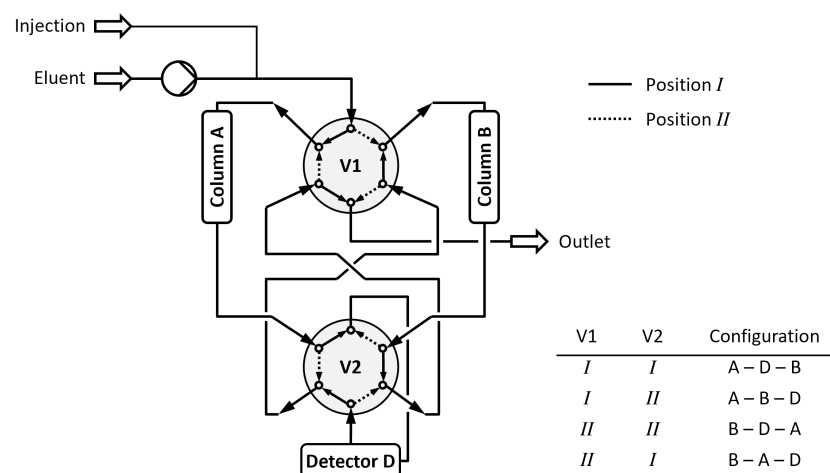 Injection
Eluent
Position I
Position II
Column A
V1
Column B
Outlet
V2
Detector D
V1 V2 Configuration
I I A – D – B
I II A – B – D
II II B – D – A
II I B – A – D